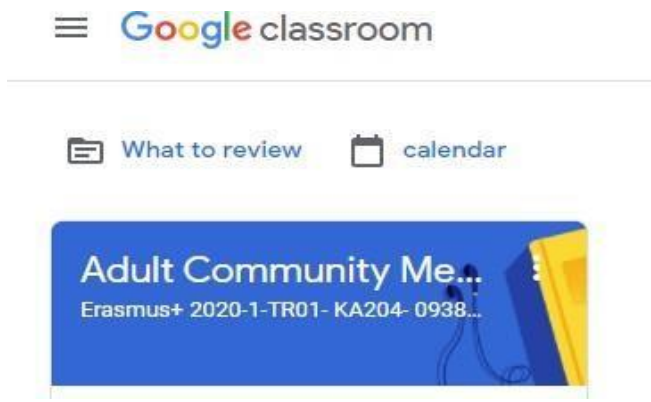 Google classroom
What to review calendar
Adult Community Me...
Erasmus+ 2020-1-TR01- KA204- 0938...